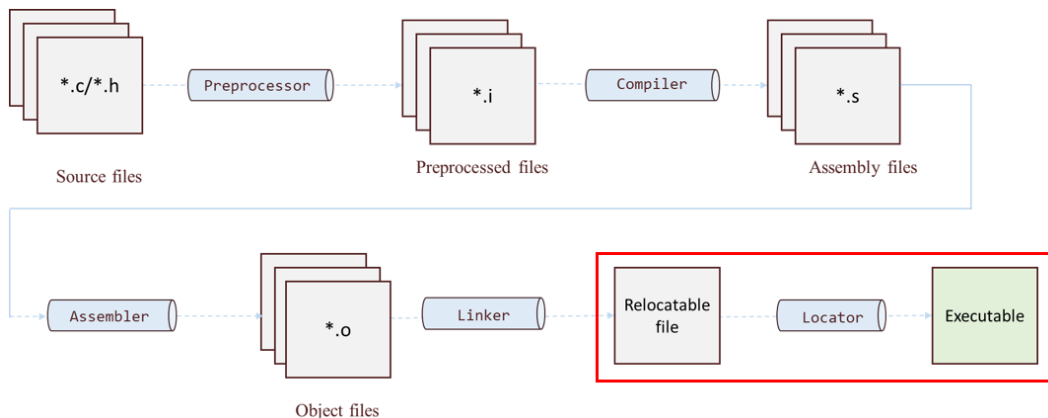 *.c/*.h
Preprocessor
*.i
Compiler
*.s
Source files
Preprocessed files
Assembly files
Assembler
*.o
Linker
Relocatable
file
Locator
Executable
Object files